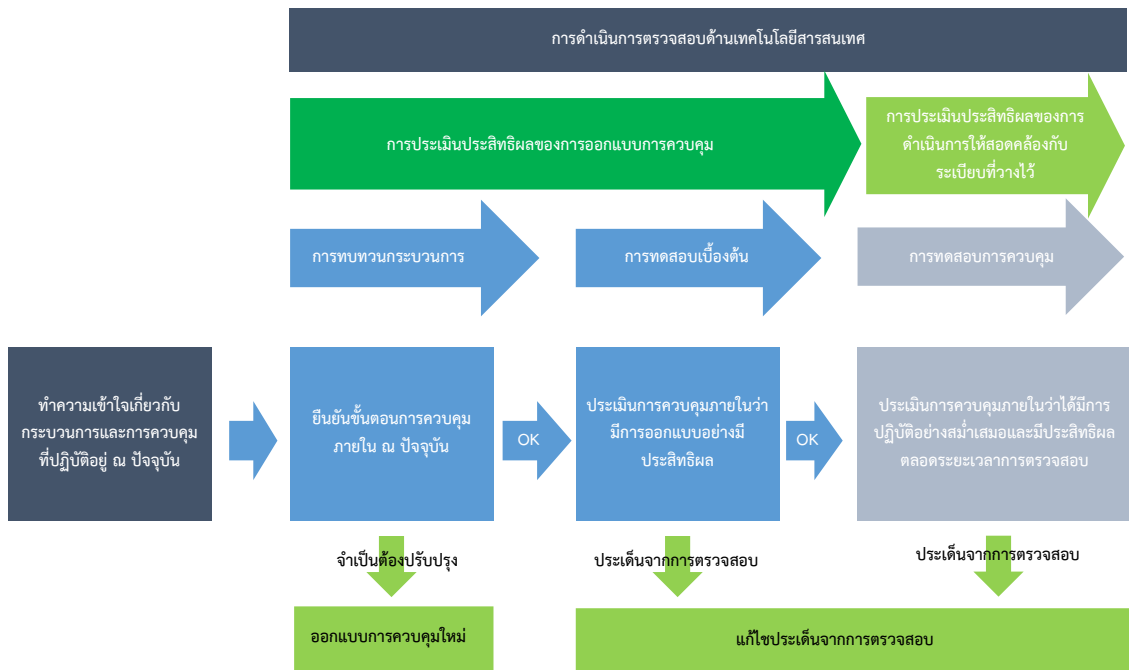 การดำเนินการตรวจสอบด้านเทคโนโลยีสารสนเทศ
การประเมินประสิทธิผลของการออกแบบการควบคุม
การประเมินประสิทธิผลของการ
ดำเนินการให้สอดคล้องกับ
ระเบียบที่วางไว้
การทบทวนกระบวนการ
การทดสอบเบื้องต้น
การทดสอบการควบคุม
ทำความเข้าใจเกี่ยวกับ
กระบวนการและการควบคุม
ที่ปฏิบัติอยู่ ณ ปัจจุบัน
ยืนยันขั้นตอนการควบคุม
ภายใน ณ ปัจจุบัน
OK
ประเมินการควบคุมภายในว่า
มีการออกแบบอย่างมี
ประสิทธิผล
OK
ประเมินการควบคุมภายในว่าได้มีการ
ปฏิบัติอย่างสม่ำเสมอและมีประสิทธิผล
ตลอดระยะเวลาการตรวจสอบ
จำเป็นต้องปรับปรุง
ประเด็นจากการตรวจสอบ
ประเด็นจากการตรวจสอบ
ออกแบบการควบคุมใหม่
แก้ไขประเด็นจากการตรวจสอบ